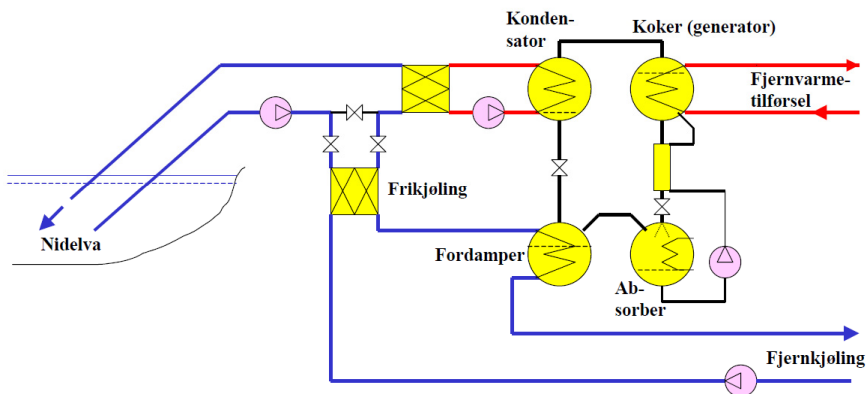 Konden-
sator
Koker (generator)
Fjernvarme-
tilførsel
Frikjøling
Nidelva
Fordamper
Ab-
sorber
Fjernkjøling